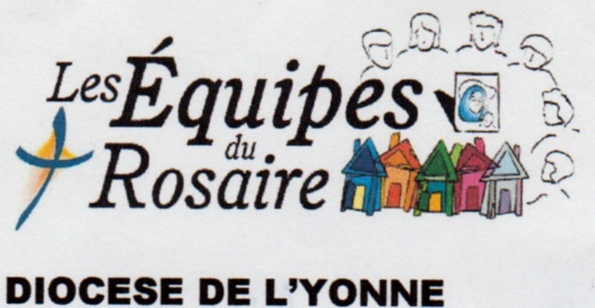 Les Équipes
du
Rosaire
DIOCESE DE L'YONNE